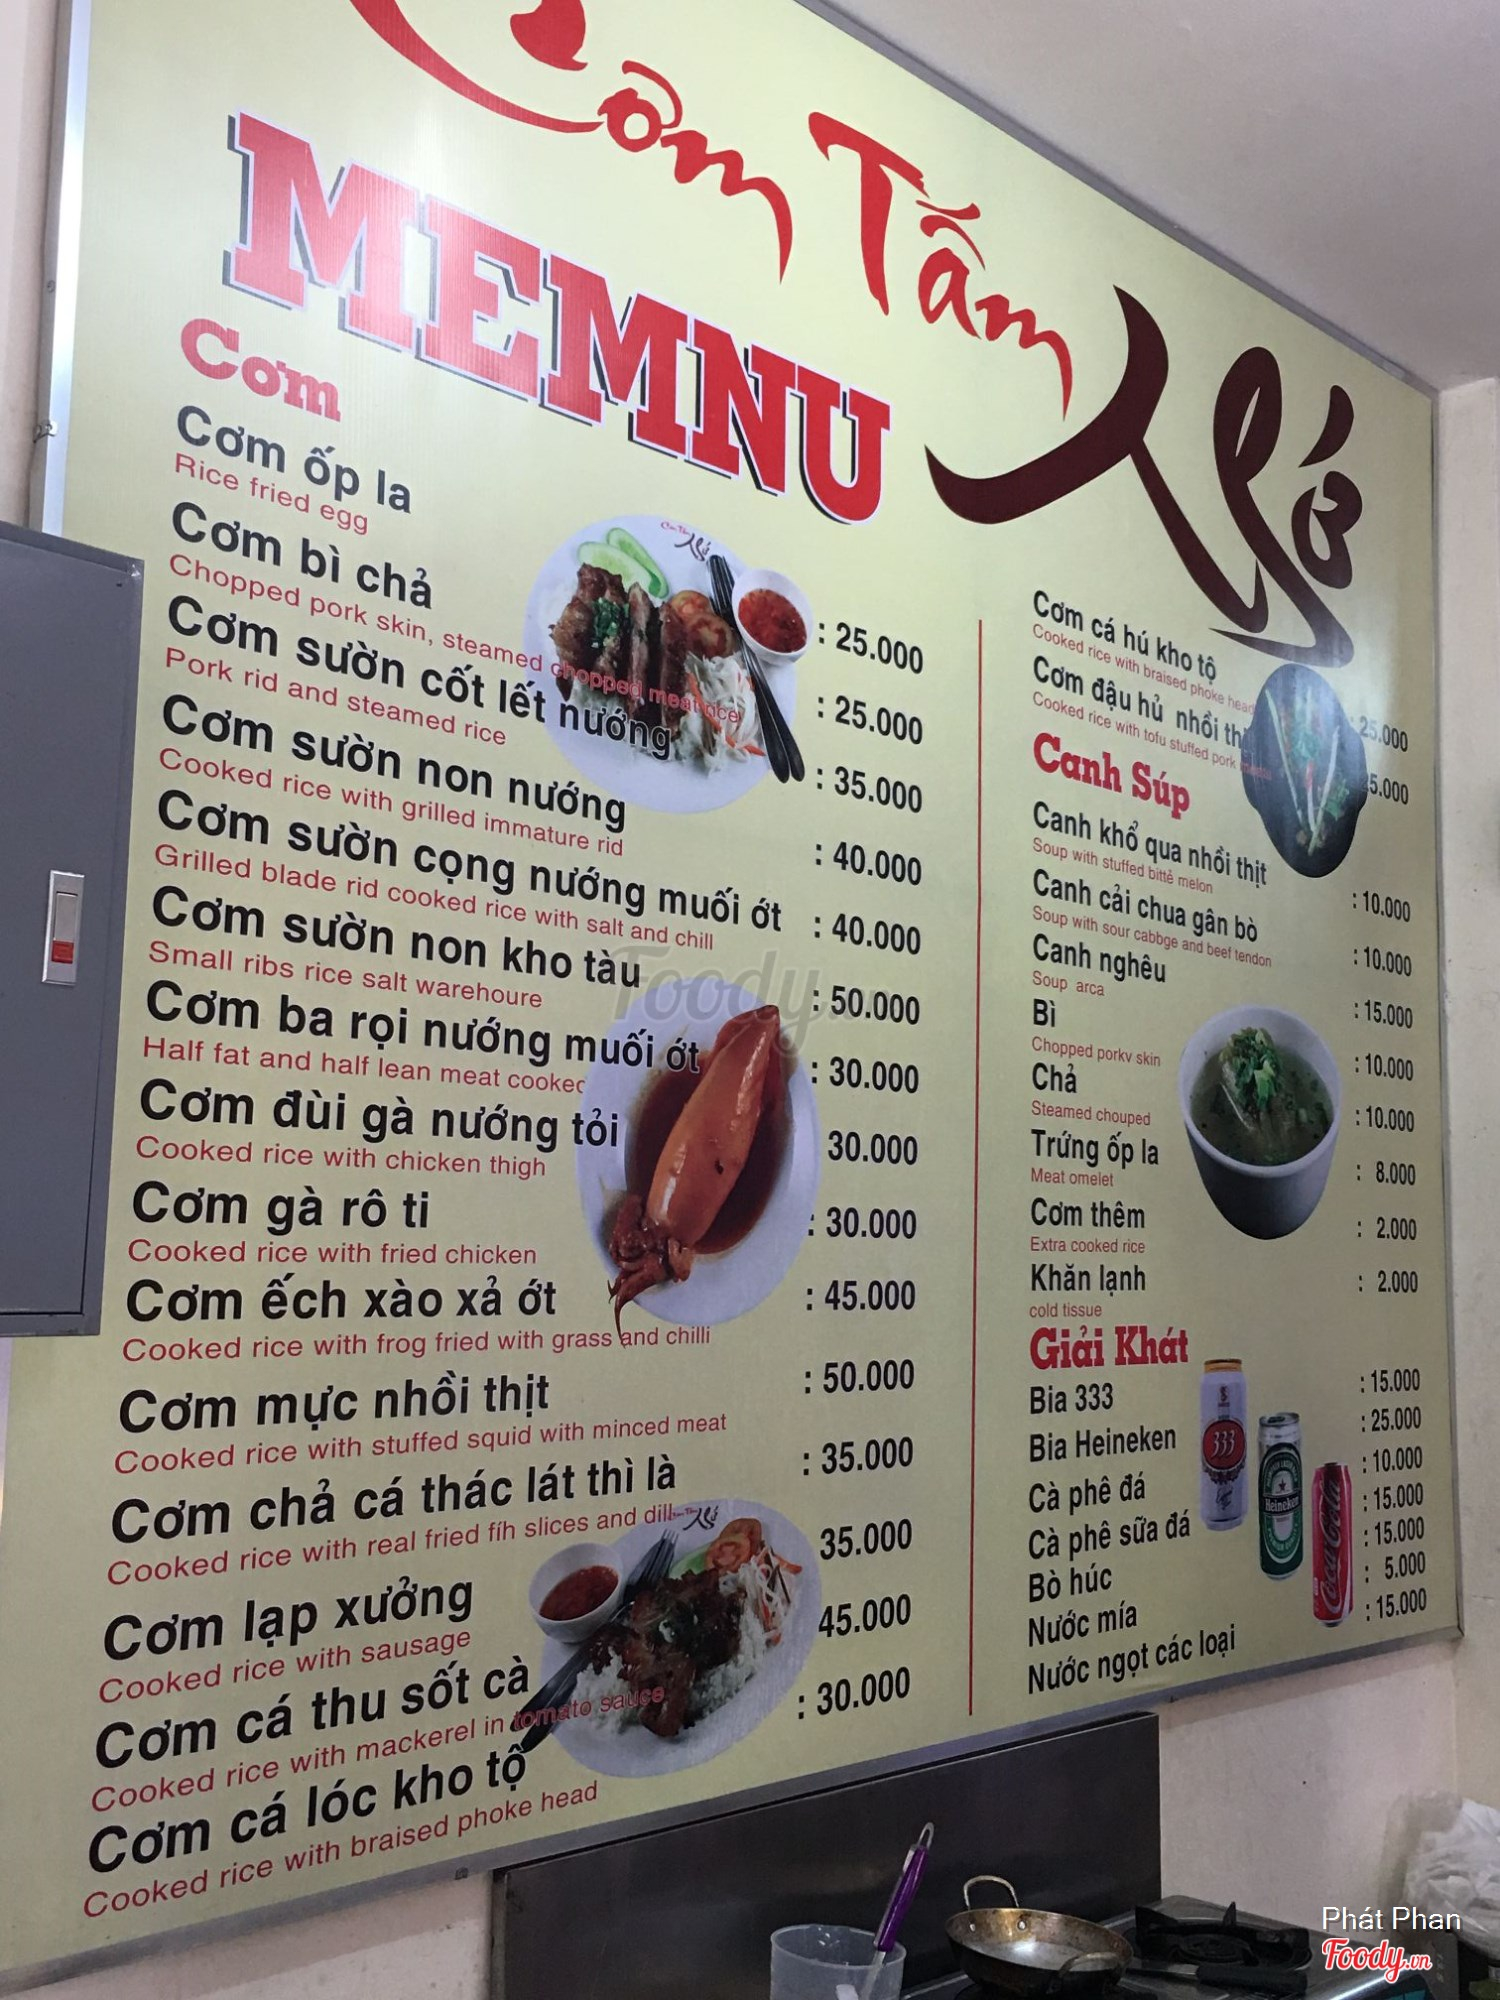 Cơm Tấm
MEMNU
Cơm
Cơm ốp la
Rice fried egg
: 25.000
Cơm bì chả
Chopped pork skin, steamed chopped meat rice
: 25.000
Cơm sườn cốt lết nướng
Pork rid and steamed rice
: 35.000
Cơm sườn non nướng
Cooked rice with grilled immature rid
: 40.000
Cơm sườn cọng nướng muối ớt
Grilled blade rid cooked rice with salt and chill
: 40.000
Cơm sườn non kho tàu
Small ribs rice salt warehoure
: 50.000
Cơm ba rọi nướng muối ớt
Half fat and half lean meat cooked
: 30.000
Cơm đùi gà nướng tỏi
Cooked rice with chicken thigh
30.000
Cơm gà rô ti
Cooked rice with fried chicken
: 30.000
Cơm ếch xào xả ớt
Cooked rice with frog fried with grass and chilli
: 45.000
Cơm mực nhồi thịt
Cooked rice with stuffed squid with minced meat
: 50.000
Cơm chả cá thác lát thì là
Cooked rice with real fried fíh slices and dill
: 35.000
Cơm lạp xưởng
Cooked rice with sausage
35.000
Cơm cá thu sốt cà
Cooked rice with mackerel in tomato sauce
45.000
Cơm cá lóc kho tộ
Cooked rice with braised phoke head
: 30.000
Cơm cá hú kho tộ
Cooked rice with braised phoke head
: 25.000
Cơm đậu hủ nhồi
Cooked rice with tofu stuffed pork
25.000
Canh Súp
Canh khổ qua nhồi thịt
Soup with stuffed bittẻ melon
: 10.000
Canh cải chua gân bò
Soup with sour cabbge and beef tendon
: 10.000
Canh nghêu
Soup arca
: 15.000
Bì
Chopped porkv skin
: 10.000
Chả
Steamed chouped
: 10.000
Trứng ốp la
Meat omelet
: 8.000
Cơm thêm
Extra cooked rice
: 2.000
Khăn lạnh
cold tissue
: 2.000
Giải Khát
Bia 333
: 15.000
Bia Heineken
: 25.000
Cà phê đá
: 10.000
Cà phê sữa đá
: 15.000
Bò húc
: 15.000
Nước mía
: 5.000
Nước ngọt các loại
: 15.000
333
Heineken
Coca-Cola
Foody.vn
Phát Phan
Foody.vn